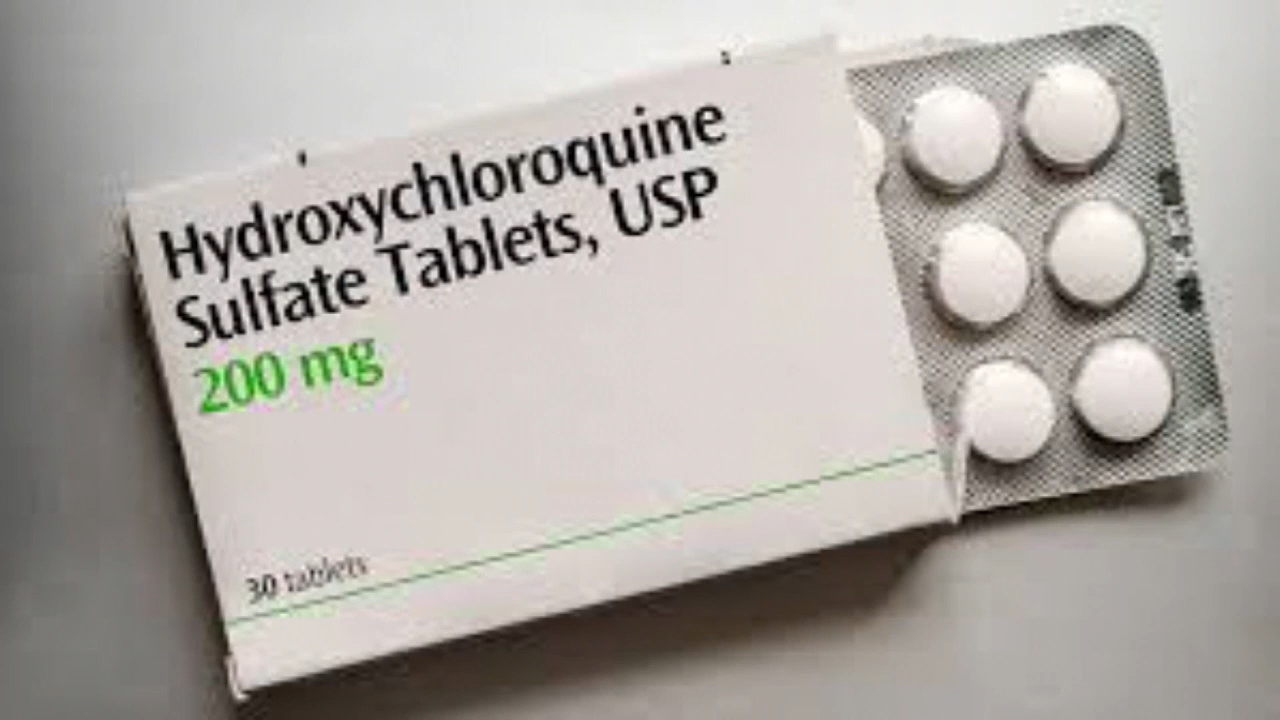 Hydroxychloroquine
Sulfate Tablets, USP
200 mg
30 tablets